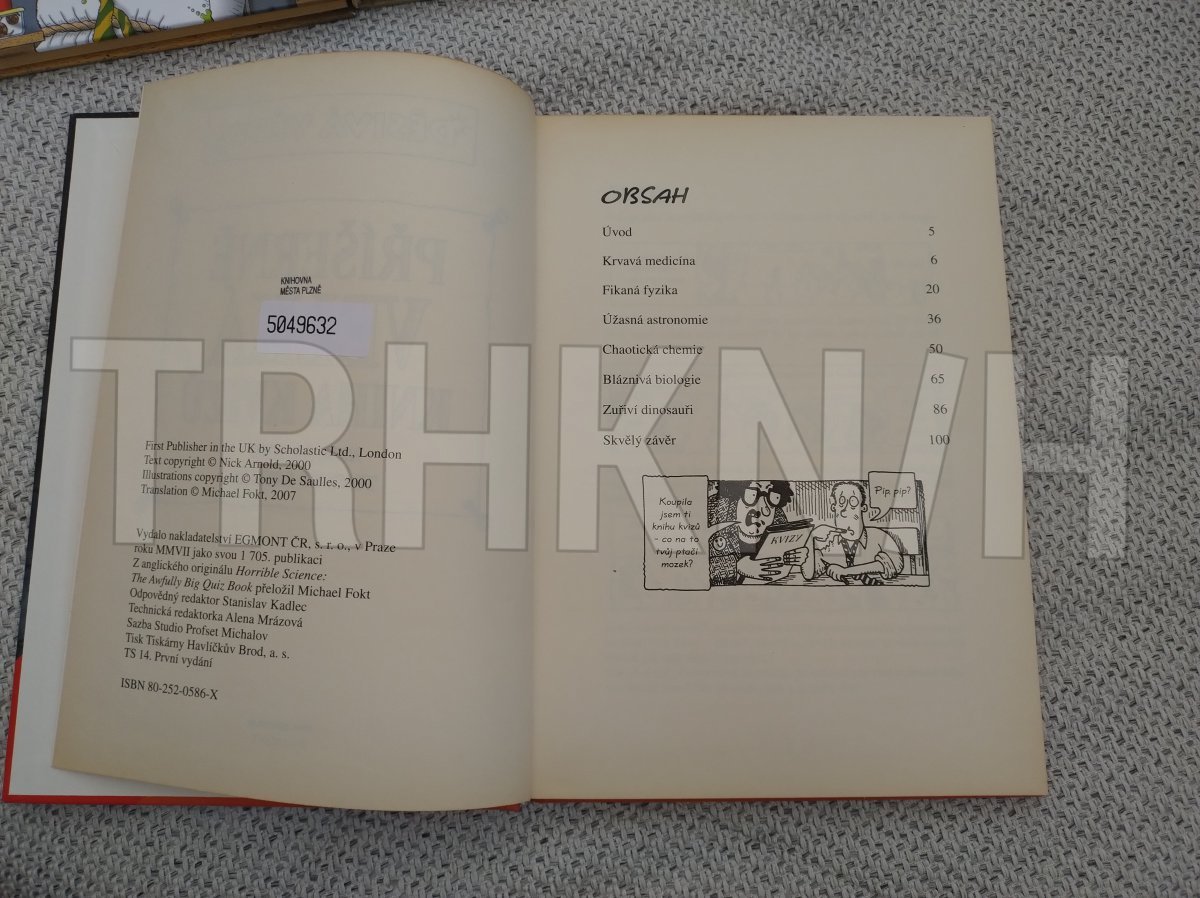 KNIHOVNA
MĚSTA PLZNĚ
5049632
First Publisher in the UK by Scholastic Ltd., London
Text copyright © Nick Arnold, 2000
Illustrations copyright © Tony De Saulles, 2000
Translation © Michael Fokt, 2007
Vydalo nakladatelství EGMONT ČR, s. r. o., v Praze
roku MMVII jako svou 1 705. publikaci
Z anglického originálu Horrible Science:
The Awfully Big Quiz Book přeložil Michael Fokt
Odpovědný redaktor Stanislav Kadlec
Technická redaktorka Alena Mrázová
Sazba Studio Profset Michalov
Tisk Tiskárny Havlíčkův Brod, a. s.
TS 14. První vydání
ISBN 80-252-0586-X
OBSAH
Úvod 5
Krvavá medicína 6
Fikaná fyzika 20
Úžasná astronomie 36
Chaotická chemie 50
Bláznivá biologie 65
Zuřiví dinosauři 86
Skvělý závěr 100
Koupila
jsem ti
knihu kvízů
- co na to
tvůj ptačí
mozek?
KVIZY
Pip, pip?
TRHKNIH